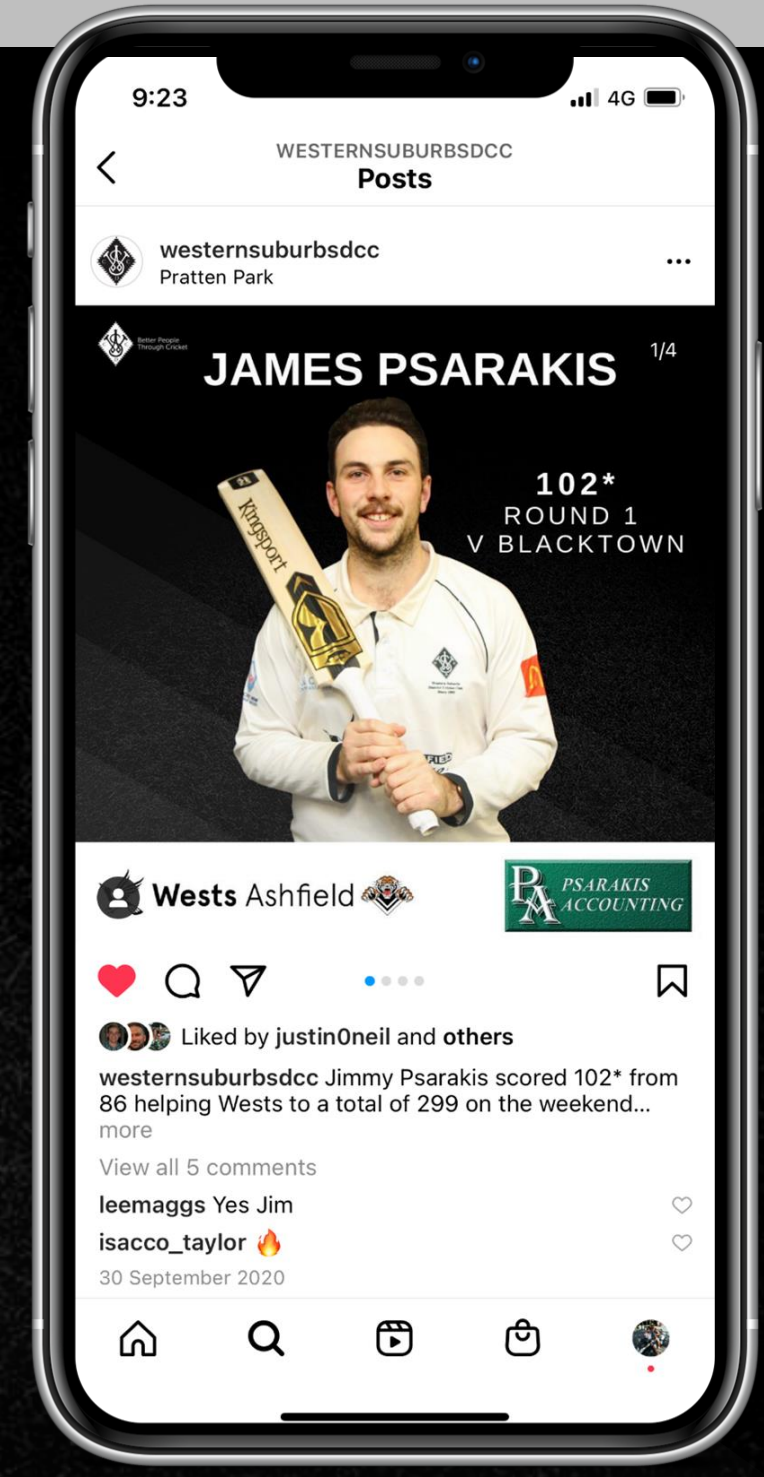 9:23
4G
WESTERNSUBURBSDCC
Posts
westernsuburbsdcc
Pratten Park
Better People
Through Cricket
JAMES PSARAKIS
1/4
102*
ROUND 1
V BLACKTOWN
Kingsport
FIED
Wests Ashfield
PA PSARAKIS
ACCOUNTING
Liked by justin0neil and others
westernsuburbsdcc Jimmy Psarakis scored 102* from
86 helping Wests to a total of 299 on the weekend...
more
View all 5 comments
leemaggs Yes Jim
isacco_taylor 🔥
30 September 2020